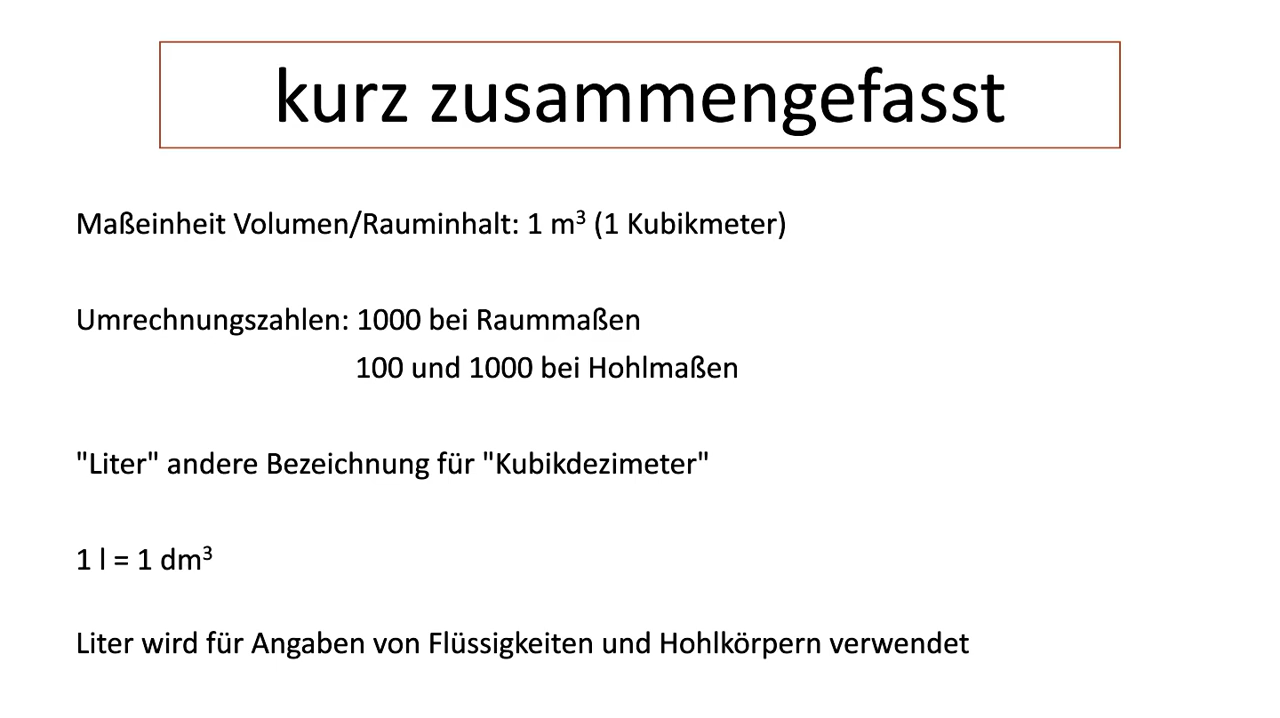 kurz zusammengefasst
Maßeinheit Volumen/Rauminhalt: 1 m³ (1 Kubikmeter)
Umrechnungszahlen: 1000 bei Raummaßen
100 und 1000 bei Hohlmaßen
"Liter" andere Bezeichnung für "Kubikdezimeter"
1 l = 1 dm³
Liter wird für Angaben von Flüssigkeiten und Hohlkörpern verwendet